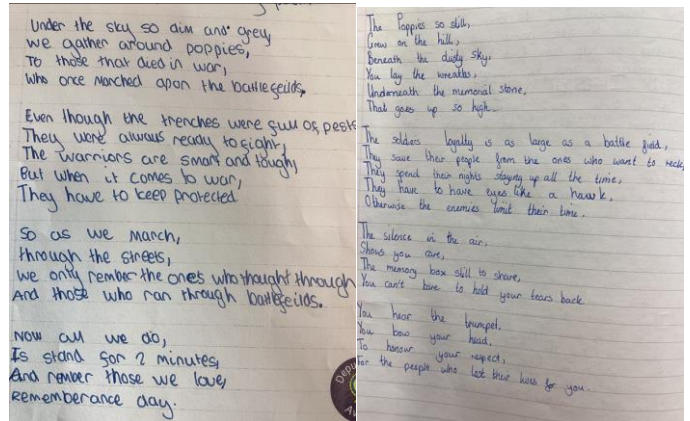 Under the sky so dim and grey,
We gather around poppies,
To those that died in war,
Who once marched apon the battlefeilds.
Even though the trenches were full of pests
They were always ready to fight,
The warriors are smart and tough,
But when it comes to war,
They have to keep protected
So as we march,
through the streets,
we only rember the ones who thought through
And those who ran through battlefeilds.
Now all we do,
Is stand for 2 minutes,
And rember those we love,
Rememberance day.
Depu
The Poppies so still,
Grow on the hill,
Beneath the dusty sky,
You lay the wreaths,
Underneath the memorial stone,
That goes up so high.
The soldiers loyalty is as large as a battle field,
They save their people from the ones who want to
They spend their nights staying up all the time,
They have to have eyes like a hawk,
Otherwise the enemies limit their time.
The silence in the air,
Shows you care,
The memory box still to share,
You can't to hold your tears back
You hear the trumpet,
You bow your head,
To honour your respect,
For the people who lost their lives for you.